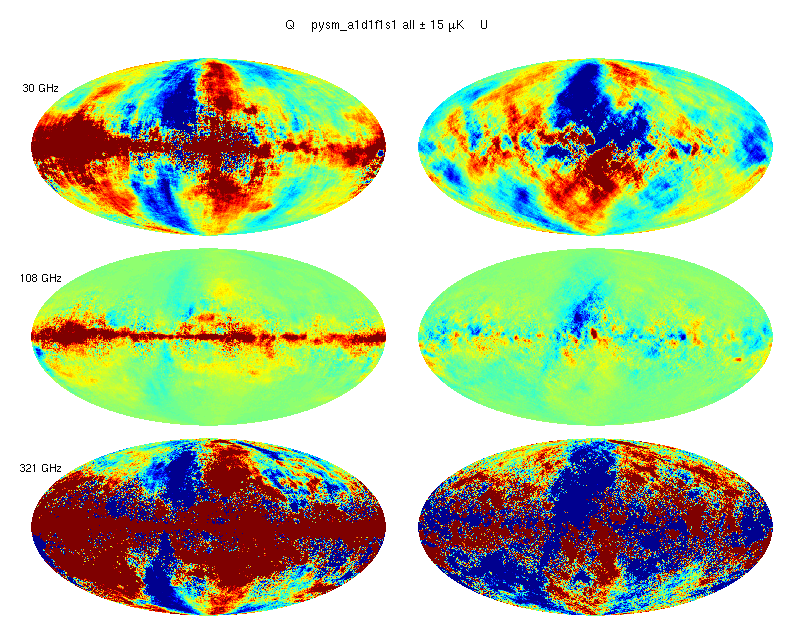 Q pysm_a1d1f1s1 all ± 15 µK U
30 GHz
108 GHz
321 GHz